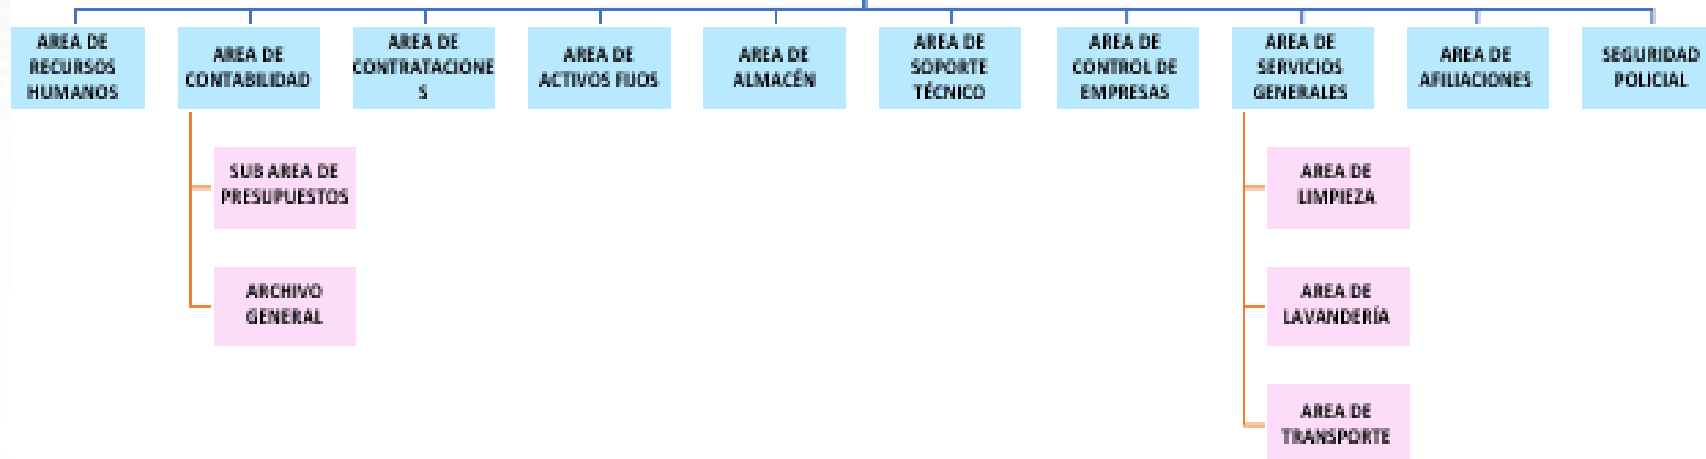 AREA DE
RECURSOS
HUMANOS
AREA DE
CONTABILIDAD
AREA DE
CONTRATACIONE
S
AREA DE
ACTIVOS FIJOS
AREA DE
ALMACÉN
AREA DE
SOPORTE
TÉCNICO
AREA DE
CONTROL DE
EMPRESAS
AREA DE
SERVICIOS
GENERALES
AREA DE
AFILIACIONES
SEGURIDAD
POLICIAL
SUB AREA DE
PRESUPUESTOS
ARCHIVO
GENERAL
AREA DE
LIMPIEZA
AREA DE
LAVANDERÍA
AREA DE
TRANSPORTE